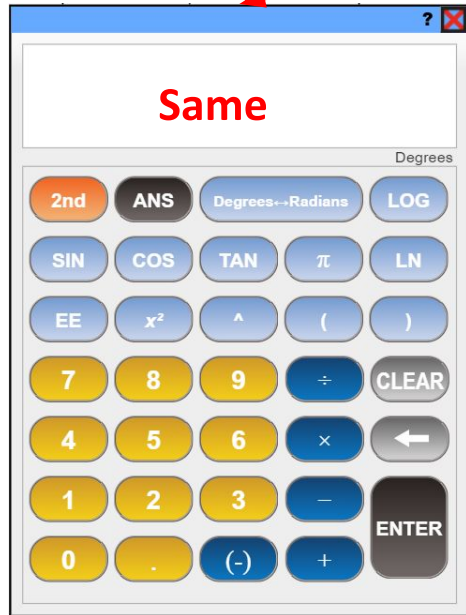 ?
Same
Degrees
2nd ANS Degrees↔Radians LOG
SIN COS TAN π LN
EE x² ^ ( )
7 8 9 ÷ CLEAR
4 5 6 × ←
1 2 3 −
ENTER
0 . (-) +